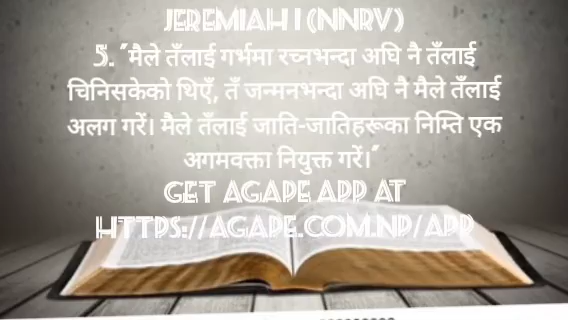 JEREMIAH 1 (NNRV)
5. "मैले तँलाई गर्भमा रच्नभन्दा अघि नै तँलाई
चिनिसकेको थिएँ, तँ जन्मनभन्दा अघि नै मैले तँलाई
अलग गरें। मैले तँलाई जाति-जातिहरूका निम्ति एक
अगमवक्ता नियुक्त गरें।"
GET AGAPE APP AT
HTTPS://AGAPE.COM.NP/APP